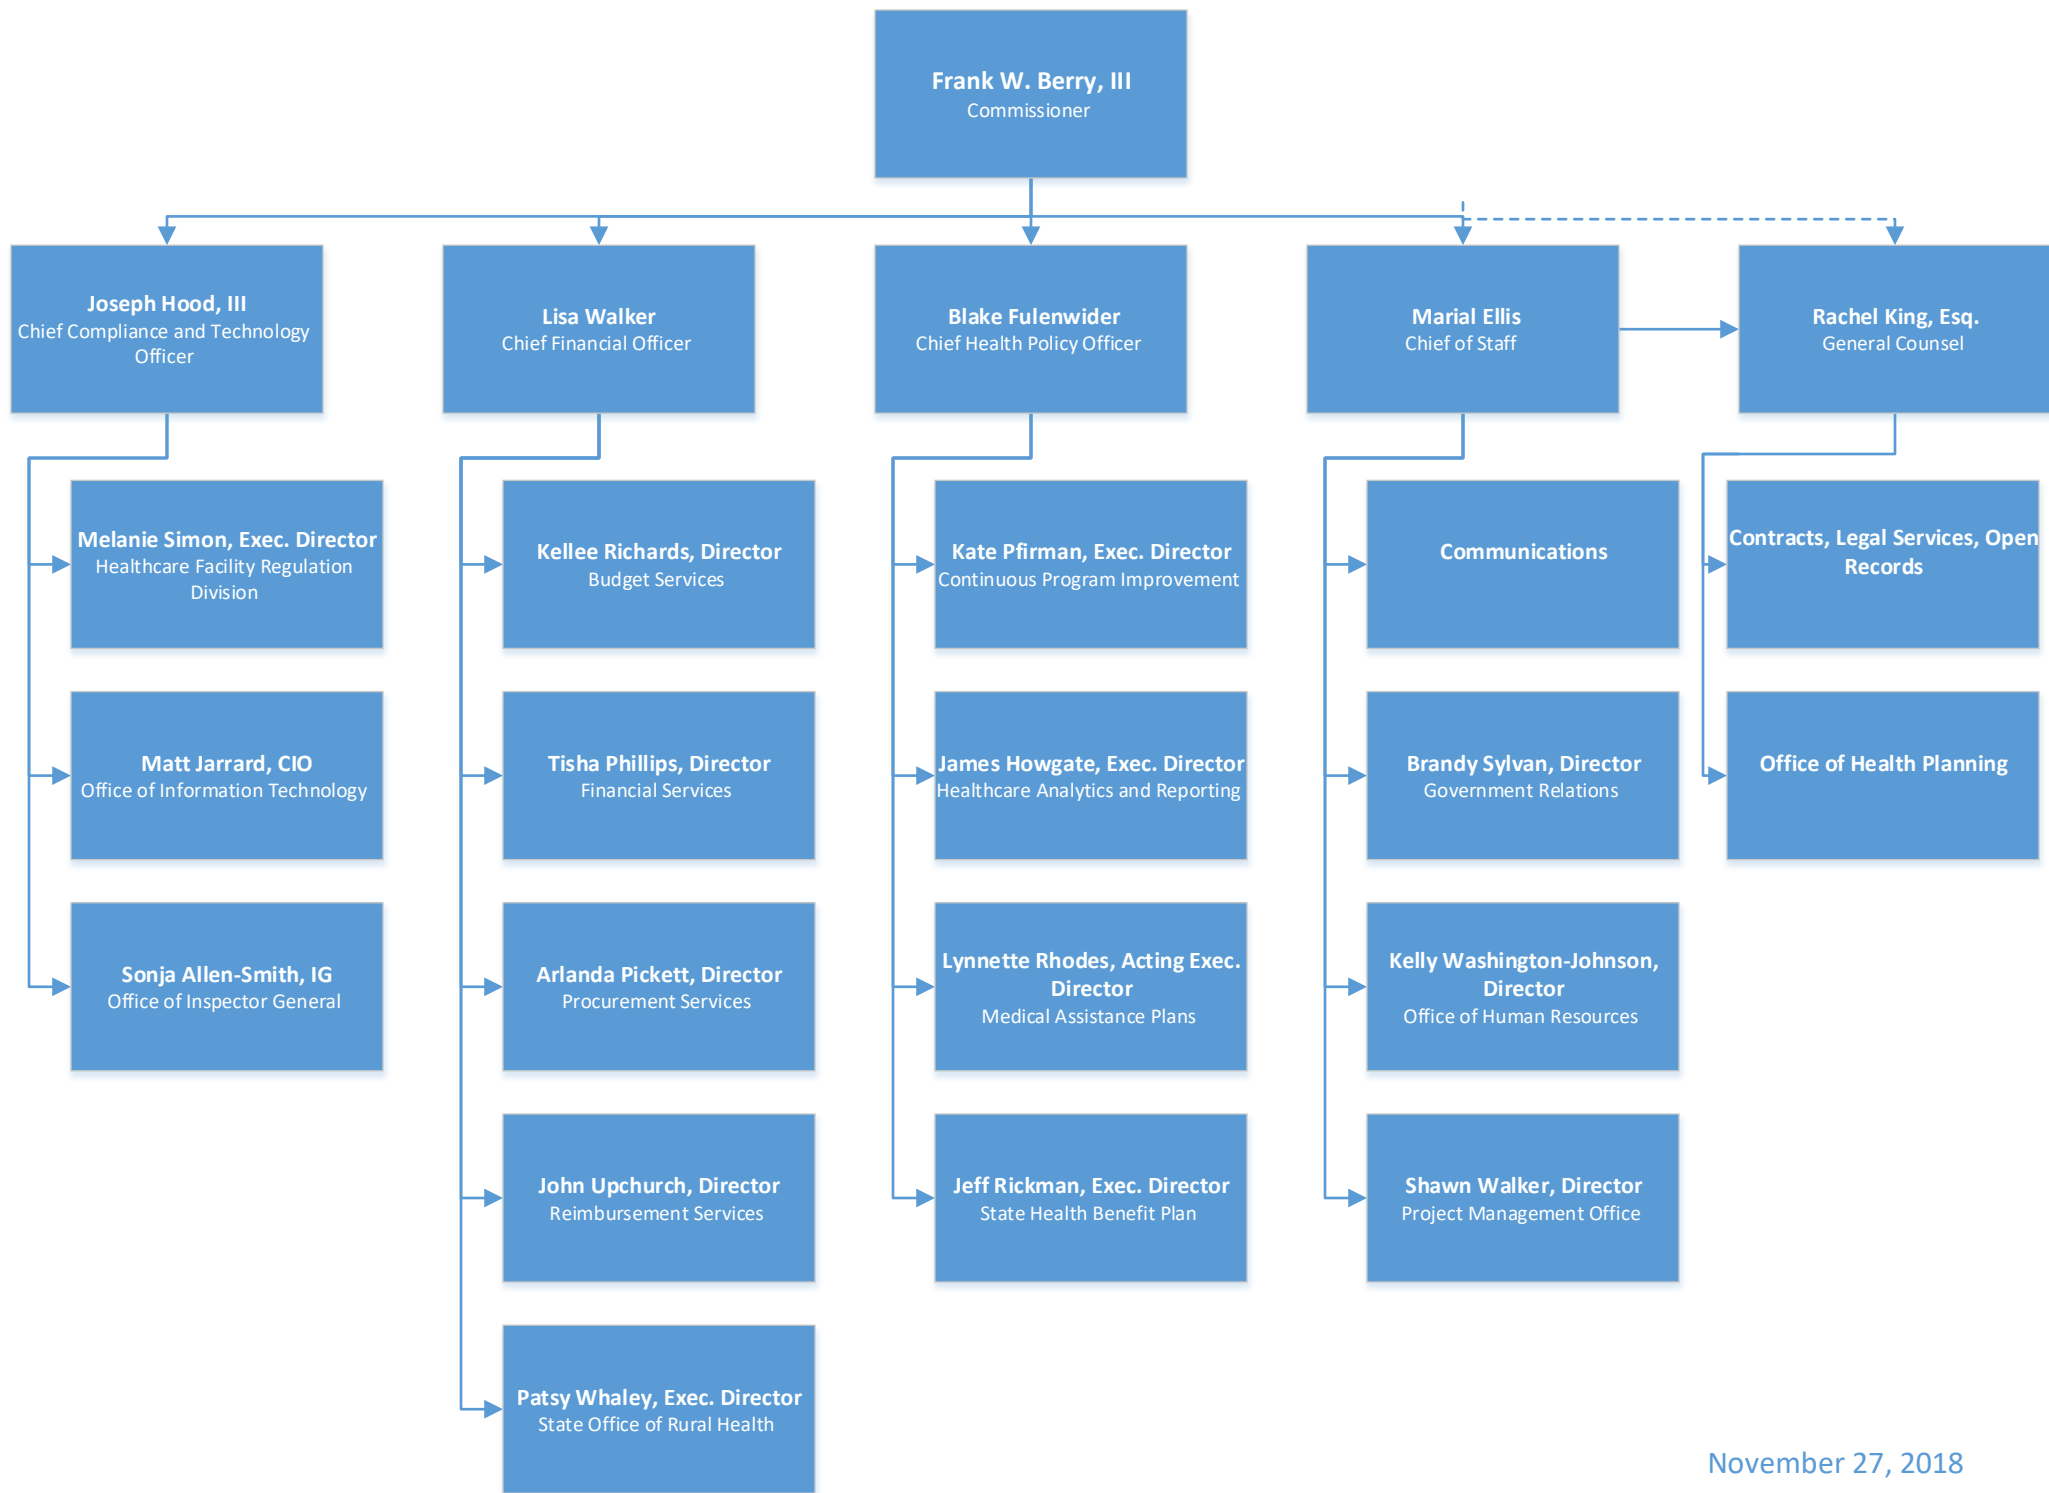 Frank W. Berry, III
Commissioner
Joseph Hood, III
Chief Compliance and Technology
Officer
Lisa Walker
Chief Financial Officer
Blake Fulenwider
Chief Health Policy Officer
Marial Ellis
Chief of Staff
Rachel King, Esq.
General Counsel
Melanie Simon, Exec. Director
Healthcare Facility Regulation
Division
Matt Jarrard, CIO
Office of Information Technology
Sonja Allen-Smith, IG
Office of Inspector General
Kellee Richards, Director
Budget Services
Tisha Phillips, Director
Financial Services
Arlanda Pickett, Director
Procurement Services
John Upchurch, Director
Reimbursement Services
Patsy Whaley, Exec. Director
State Office of Rural Health
Kate Pfirman, Exec. Director
Continuous Program Improvement
James Howgate, Exec. Director
Healthcare Analytics and Reporting
Lynnette Rhodes, Acting Exec.
Director
Medical Assistance Plans
Jeff Rickman, Exec. Director
State Health Benefit Plan
Communications
Brandy Sylvan, Director
Government Relations
Kelly Washington-Johnson,
Director
Office of Human Resources
Shawn Walker, Director
Project Management Office
Contracts, Legal Services, Open
Records
Office of Health Planning
November 27, 2018